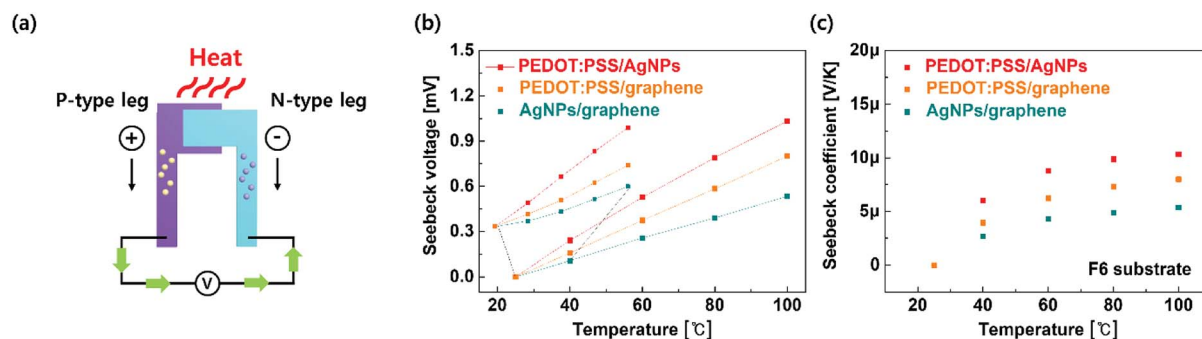 (a)
Heat
P-type leg
N-type leg
+
-
V
(b)
Seebeck voltage [mV]
1.5
1.2
0.9
0.6
0.3
0.0
PEDOT:PSS/AgNPs
PEDOT:PSS/graphene
AgNPs/graphene
20
40
60
80
100
Temperature [℃]
(c)
Seebeck coefficient [V/K]
20µ
15µ
10µ
5µ
0
PEDOT:PSS/AgNPs
PEDOT:PSS/graphene
AgNPs/graphene
F6 substrate
20
40
60
80
100
Temperature [℃]